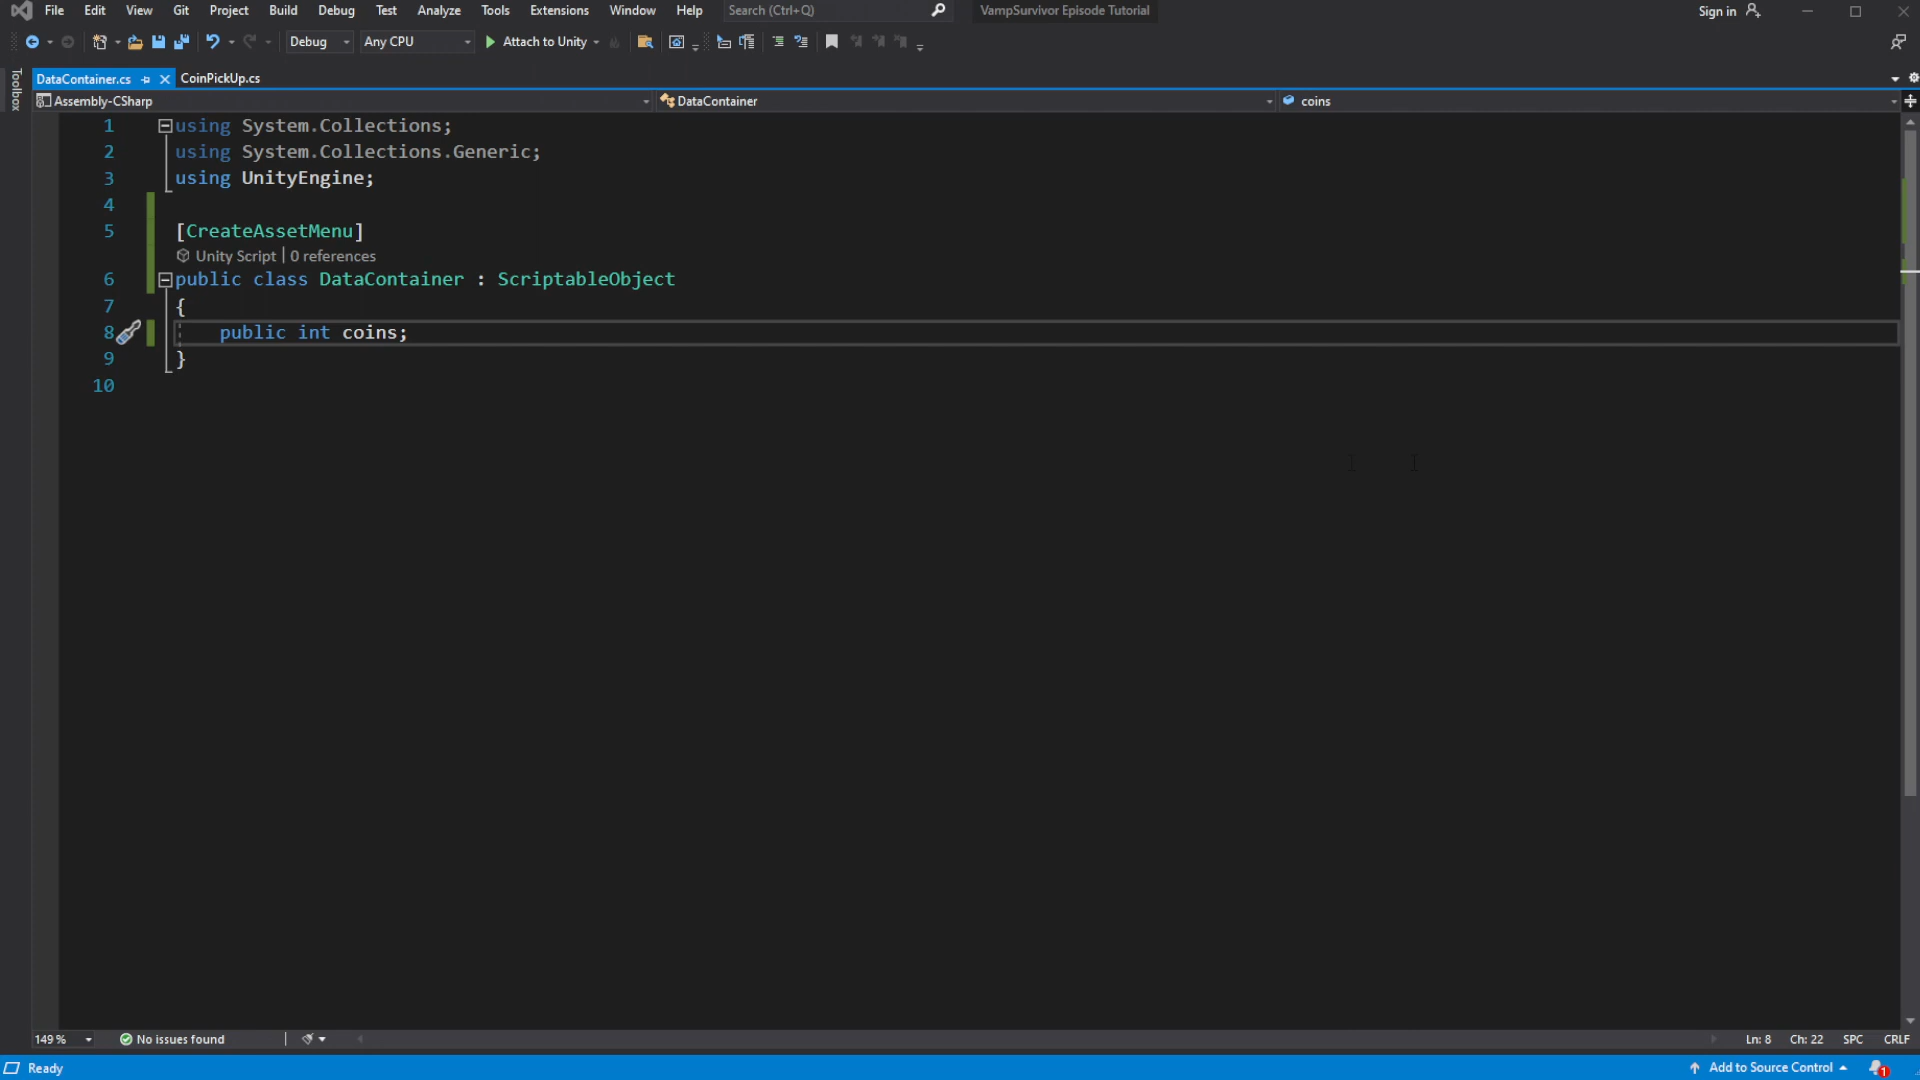 File Edit View Git Project Build Debug Test Analyze Tools Extensions Window Help Search (Ctrl+Q) VampSurvivor Episode Tutorial Sign in
Debug Any CPU Attach to Unity
Toolbox
DataContainer.cs CoinPickUp.cs
Assembly-CSharp DataContainer coins
1 using System.Collections;
2 using System.Collections.Generic;
3 using UnityEngine;
4
5 [CreateAssetMenu]
Unity Script | 0 references
6 public class DataContainer : ScriptableObject
7 {
8 public int coins;
9 }
10
149 % No issues found Ln: 8 Ch: 22 SPC CRLF
Ready Add to Source Control 1